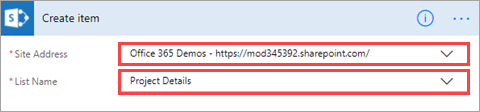 Create item
* Site Address
Office 365 Demos - https://mod345392.sharepoint.com/
* List Name
Project Details